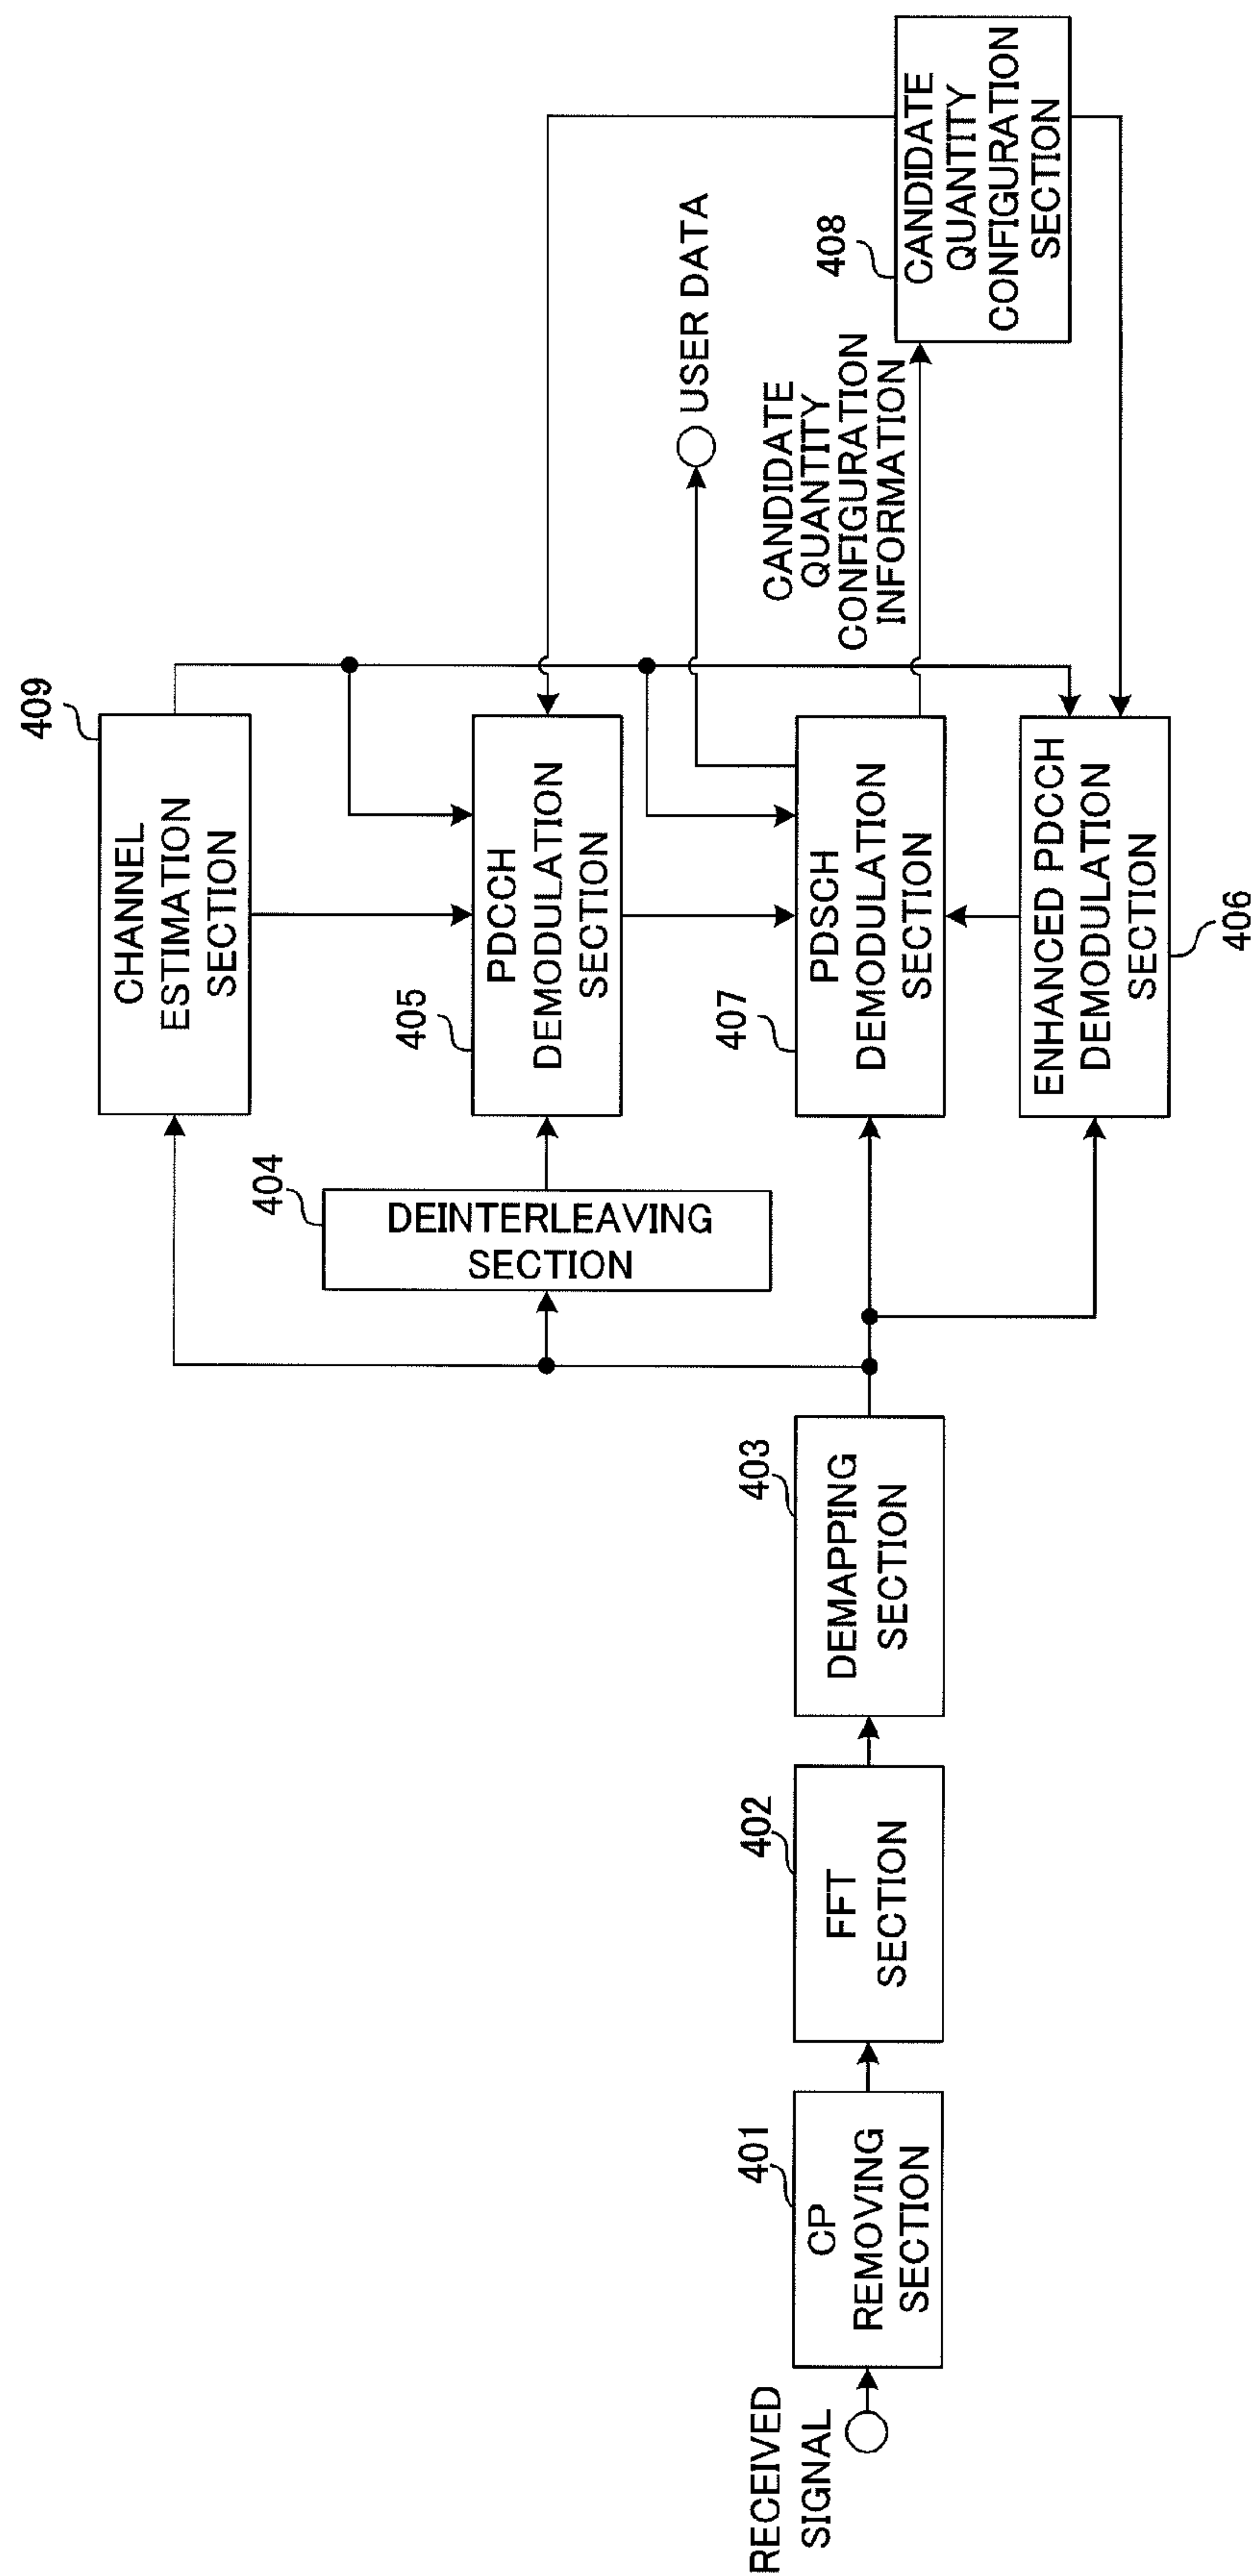 RECEIVED
SIGNAL
401
CP
REMOVING
SECTION
402
FFT
SECTION
403
DEMAPPING
SECTION
404
DEINTERLEAVING
SECTION
409
CHANNEL
ESTIMATION
SECTION
405
PDCCH
DEMODULATION
SECTION
407
PDSCH
DEMODULATION
SECTION
ENHANCED PDCCH
DEMODULATION
SECTION
406
USER DATA
CANDIDATE
QUANTITY
CONFIGURATION
INFORMATION
408
CANDIDATE
QUANTITY
CONFIGURATION
SECTION